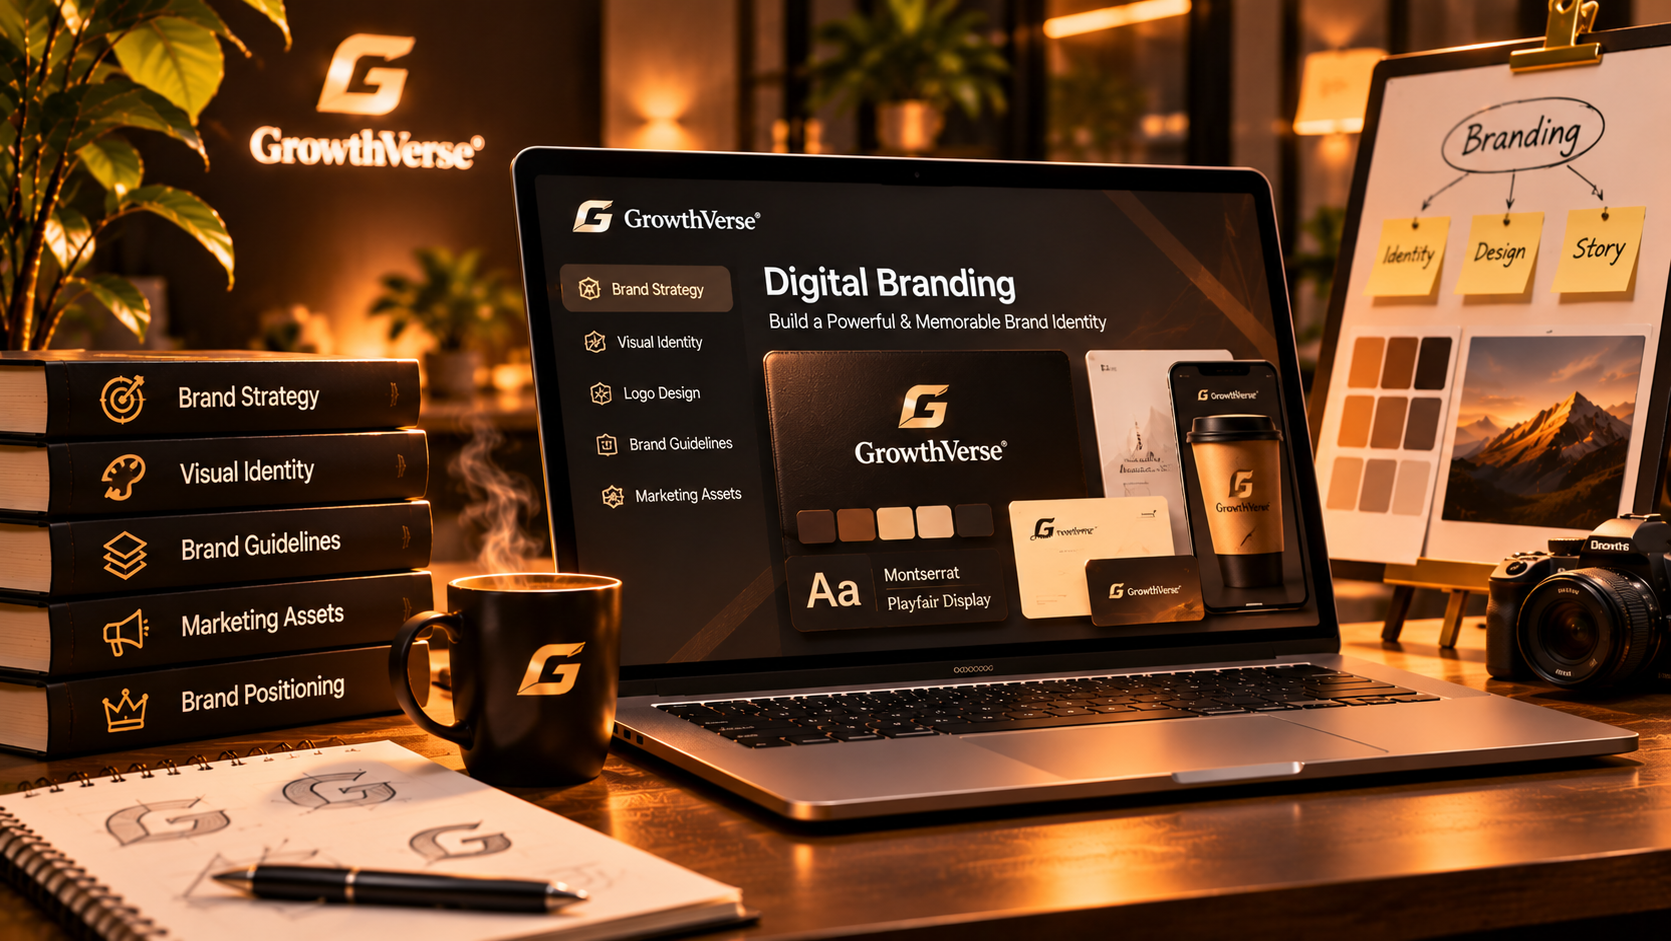 GrowthVerse®
Brand Strategy
Visual Identity
Brand Guidelines
Marketing Assets
Brand Positioning
GrowthVerse®
Brand Strategy
Visual Identity
Logo Design
Brand Guidelines
Marketing Assets
Digital Branding
Build a Powerful & Memorable Brand Identity
GrowthVerse®
Aa
Montserrat
Playfair Display
GrowthVerse
GrowthVerse
GrowthVerse®
Branding
Identity
Design
Story